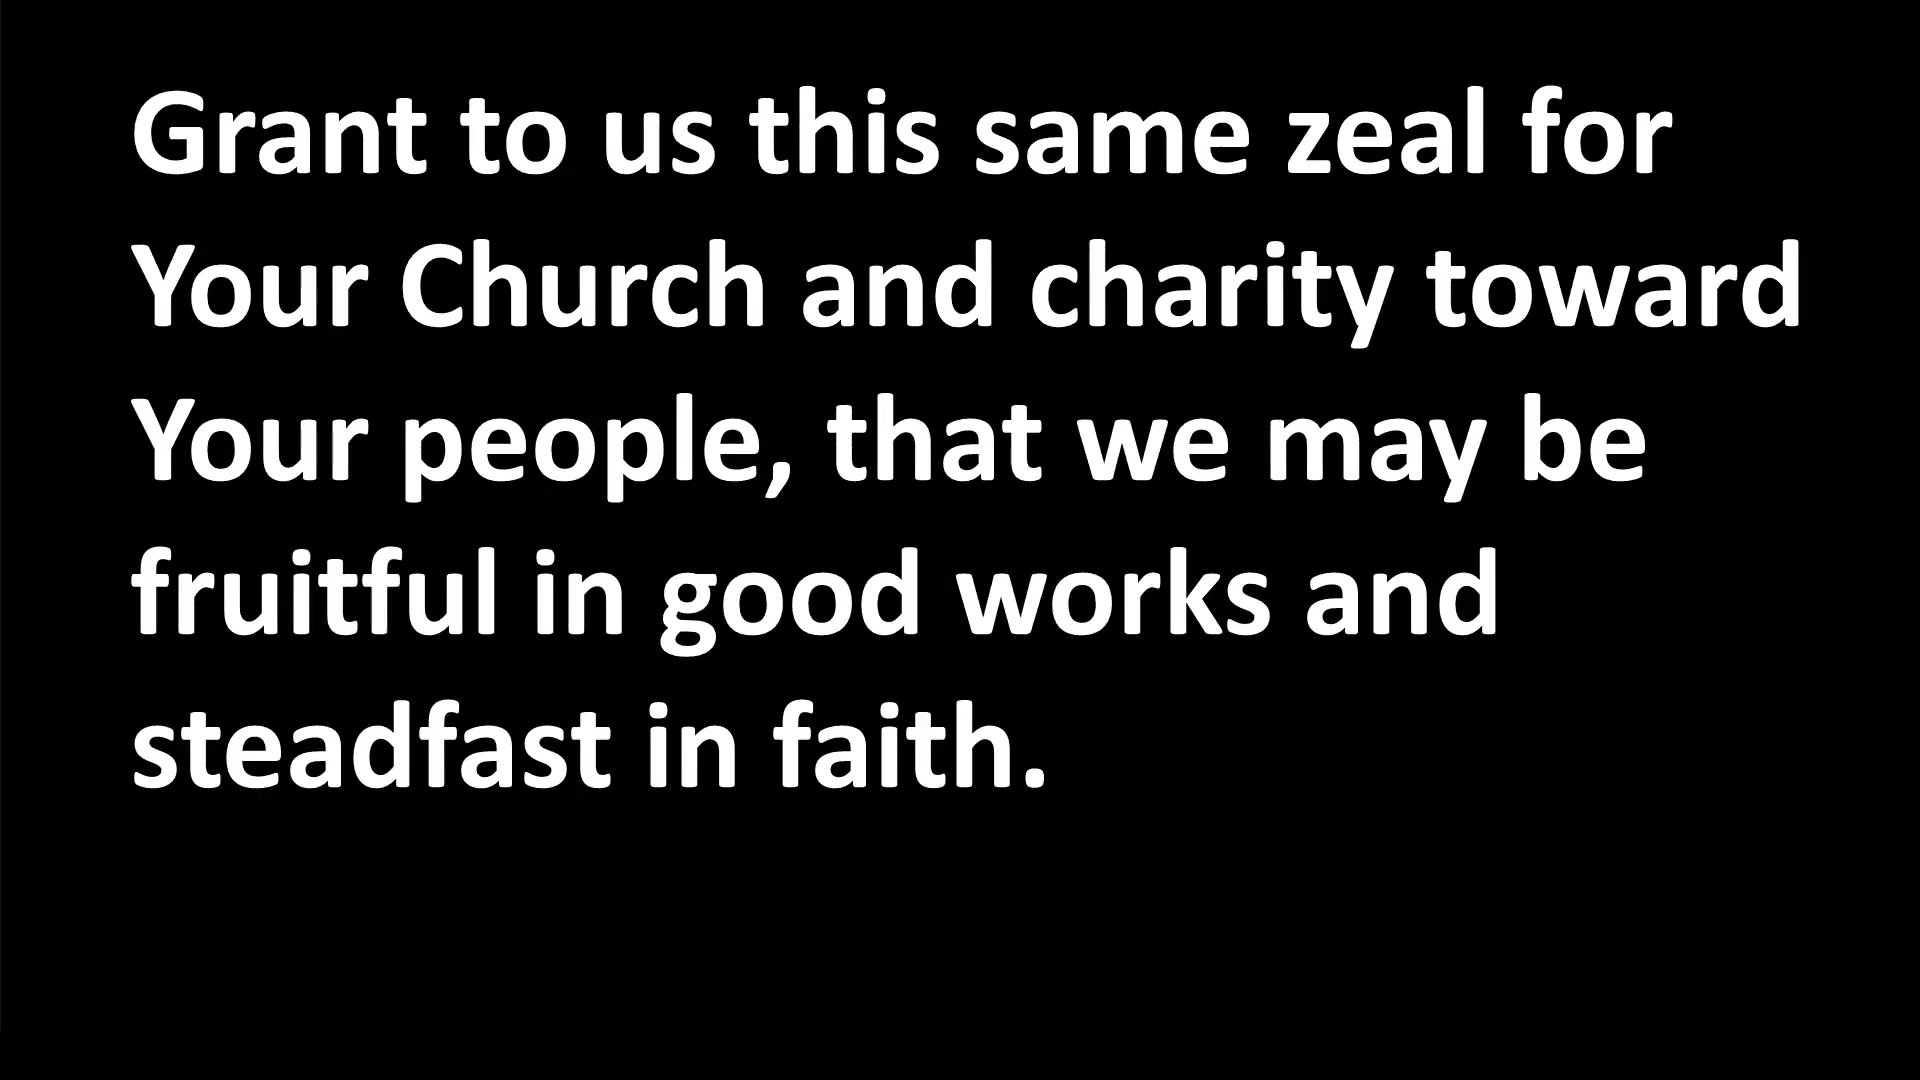 Grant to us this same zeal for
Your Church and charity toward
Your people, that we may be
fruitful in good works and
steadfast in faith.